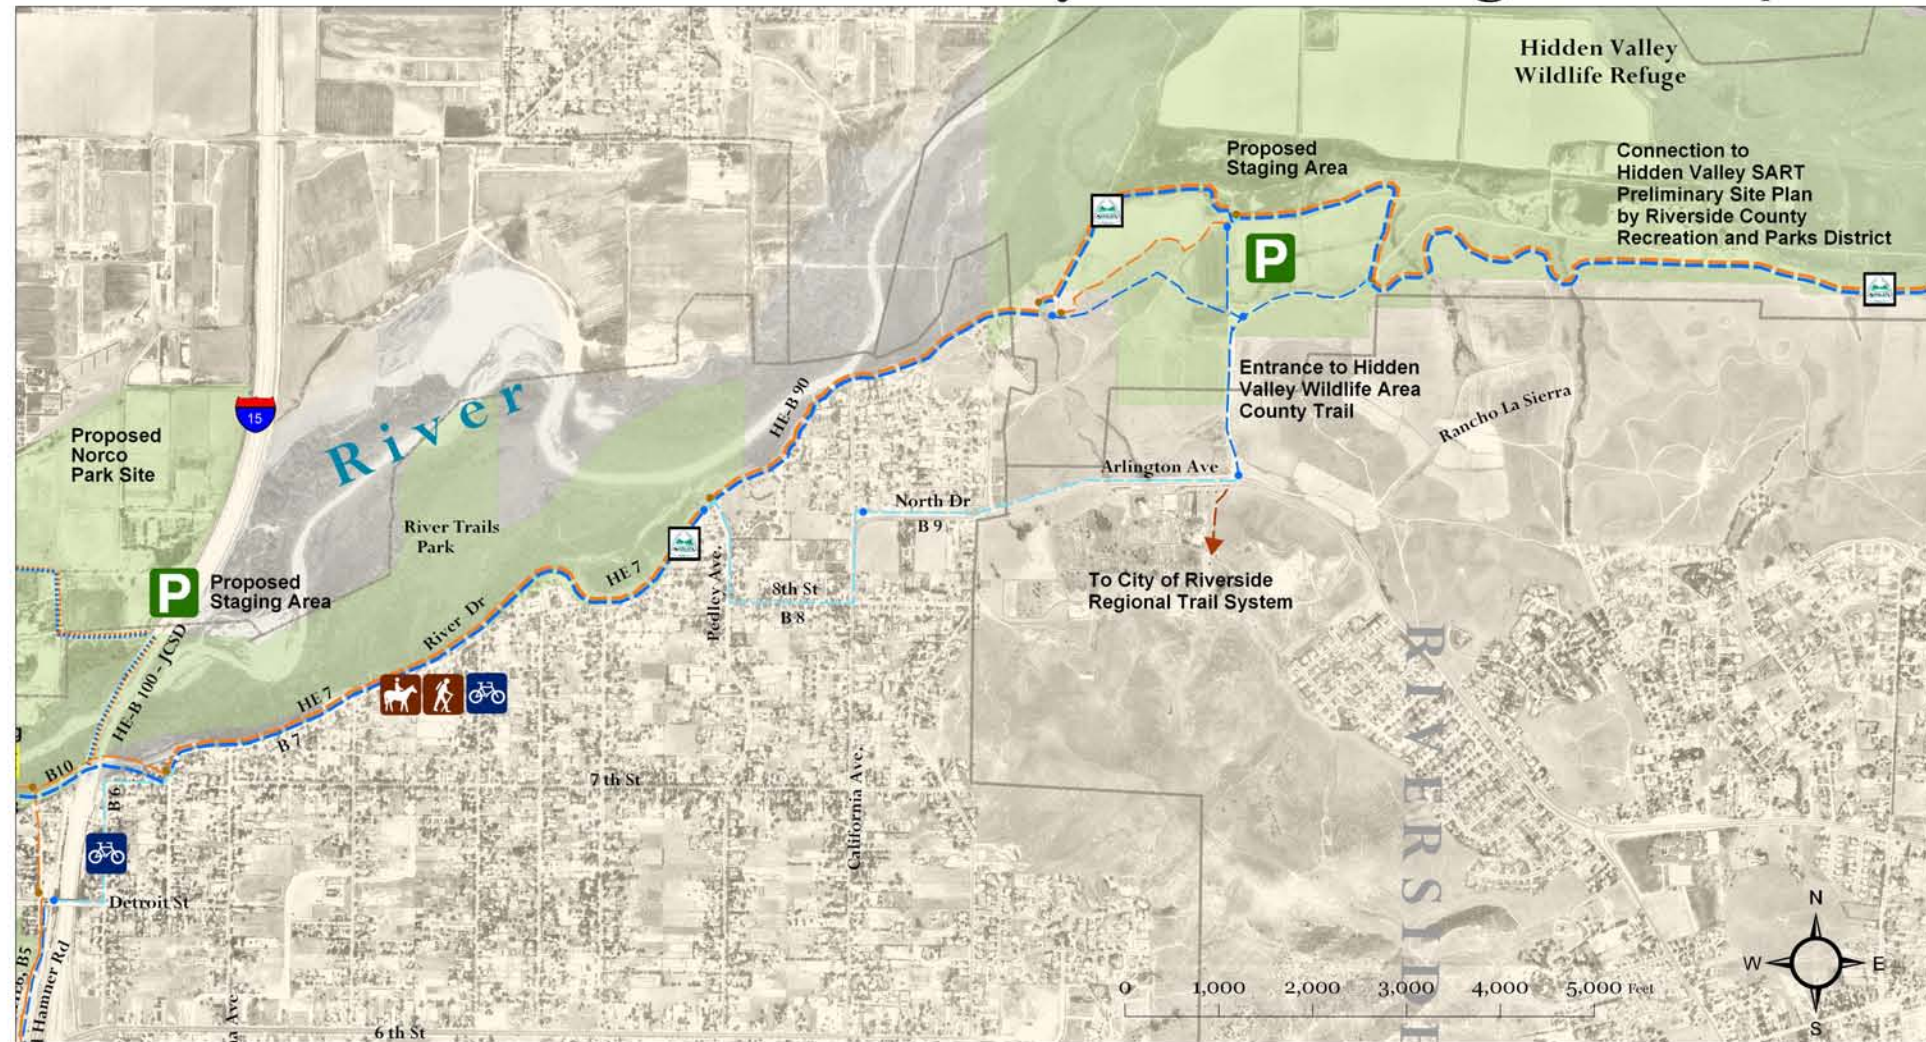 Hidden Valley
Wildlife Refuge
Proposed
Staging Area
Connection to
Hidden Valley SART
Preliminary Site Plan
by Riverside County
Recreation and Parks District
P
15
River
HE-B 90
Entrance to Hidden
Valley Wildlife Area
County Trail
Rancho La Sierra
Proposed
Norco
Park Site
River Trails
Park
Arlington Ave
North Dr
B 9
P
Proposed
Staging Area
HE 7
Pedley Ave.
8th St
B 8
To City of Riverside
Regional Trail System
River Dr
HE-B 100 - JCSD
HE 7
B 7
B10
B 6
7 th St
California Ave.
Detroit St
Hamner Rd
B5
6 th St
RIVERSIDE
N
W
E
S
0 1,000 2,000 3,000 4,000 5,000 Feet